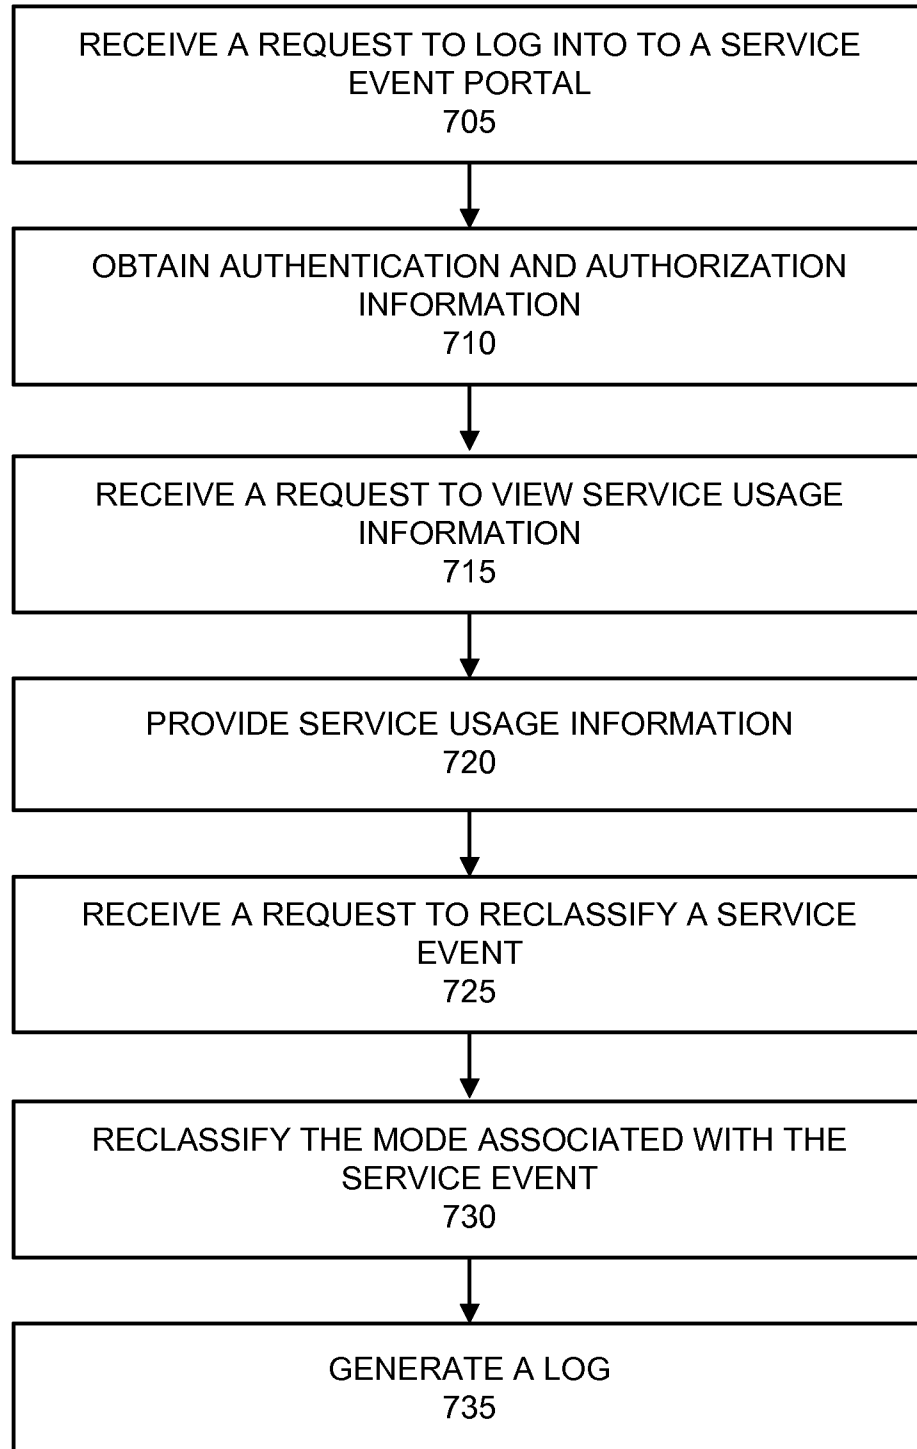 RECEIVE A REQUEST TO LOG INTO TO A SERVICE
EVENT PORTAL
705
OBTAIN AUTHENTICATION AND AUTHORIZATION
INFORMATION
710
RECEIVE A REQUEST TO VIEW SERVICE USAGE
INFORMATION
715
PROVIDE SERVICE USAGE INFORMATION
720
RECEIVE A REQUEST TO RECLASSIFY A SERVICE
EVENT
725
RECLASSIFY THE MODE ASSOCIATED WITH THE
SERVICE EVENT
730
GENERATE A LOG
735